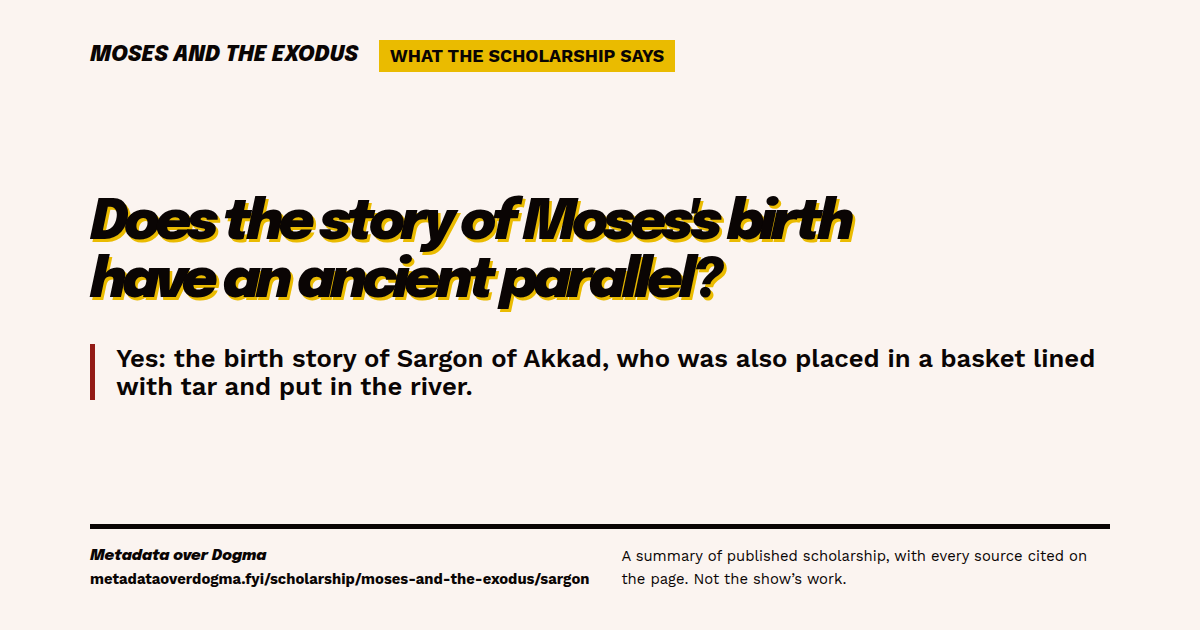 MOSES AND THE EXODUS
WHAT THE SCHOLARSHIP SAYS
Does the story of Moses's birth
have an ancient parallel?
Yes: the birth story of Sargon of Akkad, who was also placed in a basket lined
with tar and put in the river.
Metadata over Dogma
metadataoverdogma.fyi/scholarship/moses-and-the-exodus/sargon
A summary of published scholarship, with every source cited on
the page. Not the show’s work.